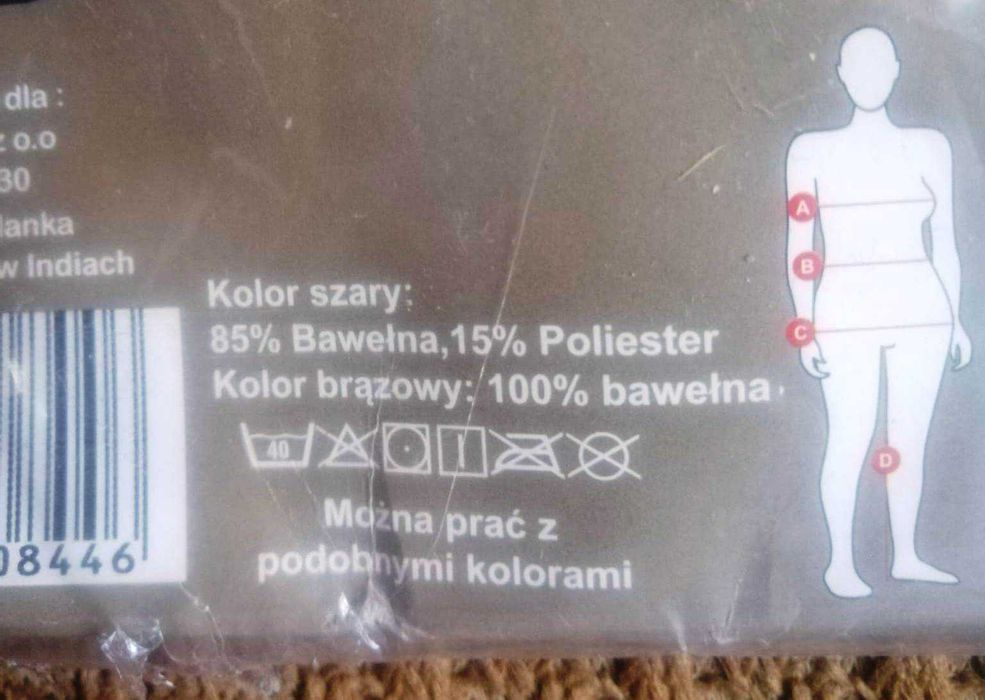 dla :
z o.o
30
lanka
w Indiach
08446
Kolor szary:
85% Bawełna,15% Poliester
Kolor brązowy: 100% bawełna
40
Można prać z
podobnymi kolorami
A
B
C
D